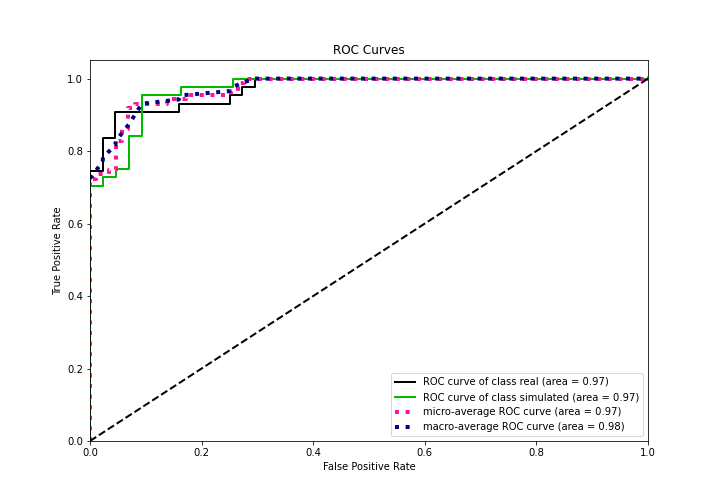 ROC Curves
1.0
0.8
0.6
0.4
0.2
0.0
True Positive Rate
0.0 0.2 0.4 0.6 0.8 1.0
False Positive Rate
ROC curve of class real (area = 0.97)
ROC curve of class simulated (area = 0.97)
micro-average ROC curve (area = 0.97)
macro-average ROC curve (area = 0.98)